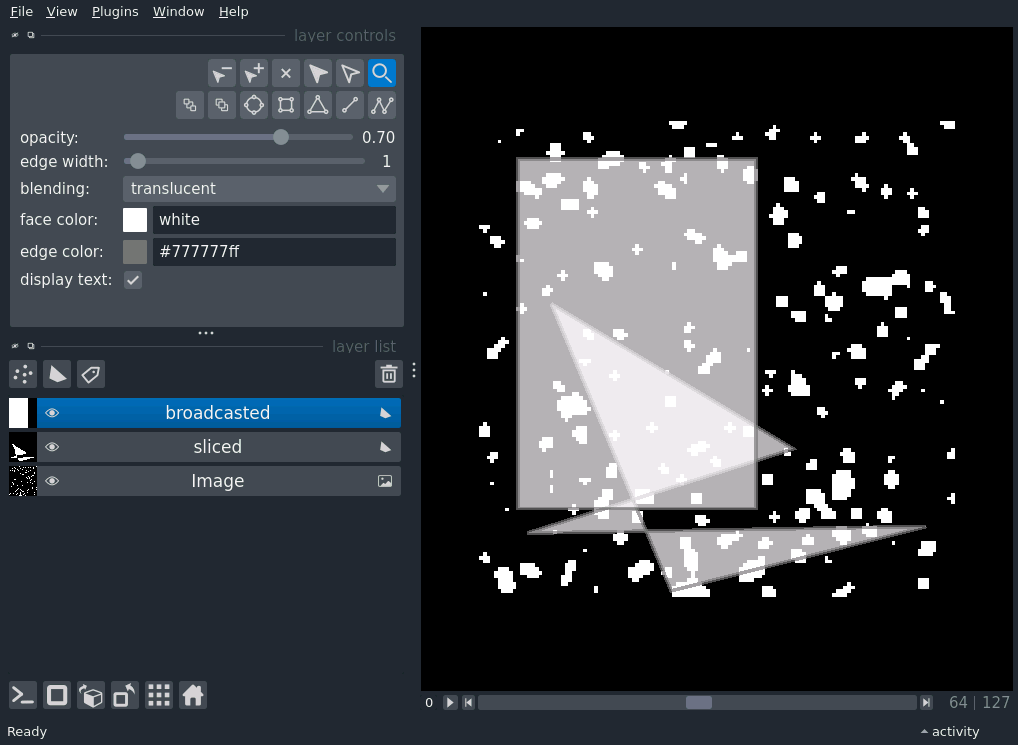 File View Plugins Window Help
layer controls
opacity: 0.70
edge width: 1
blending: translucent
face color: white
edge color: #777777ff
display text:
layer list
broadcasted
sliced
Image
0 64 | 127
Ready activity